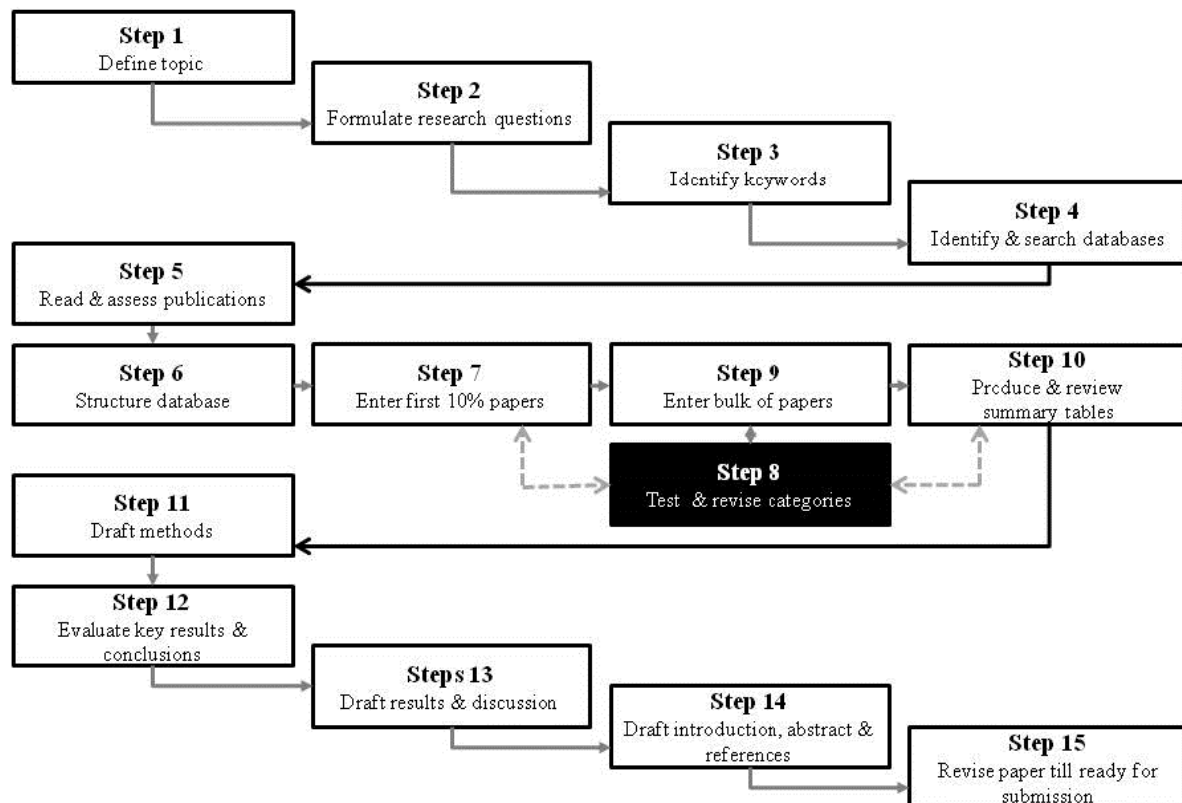 Step 1
Define topic
Step 2
Formulate research questions
Step 3
Identify keywords
Step 4
Identify & search databases
Step 5
Read & assess publications
Step 6
Structure database
Step 7
Enter first 10% papers
Step 9
Enter bulk of papers
Step 10
Produce & review
summary tables
Step 8
Test & revise categories
Step 11
Draft methods
Step 12
Evaluate key results &
conclusions
Steps 13
Draft results & discussion
Step 14
Draft introduction, abstract &
references
Step 15
Revise paper till ready for
submission